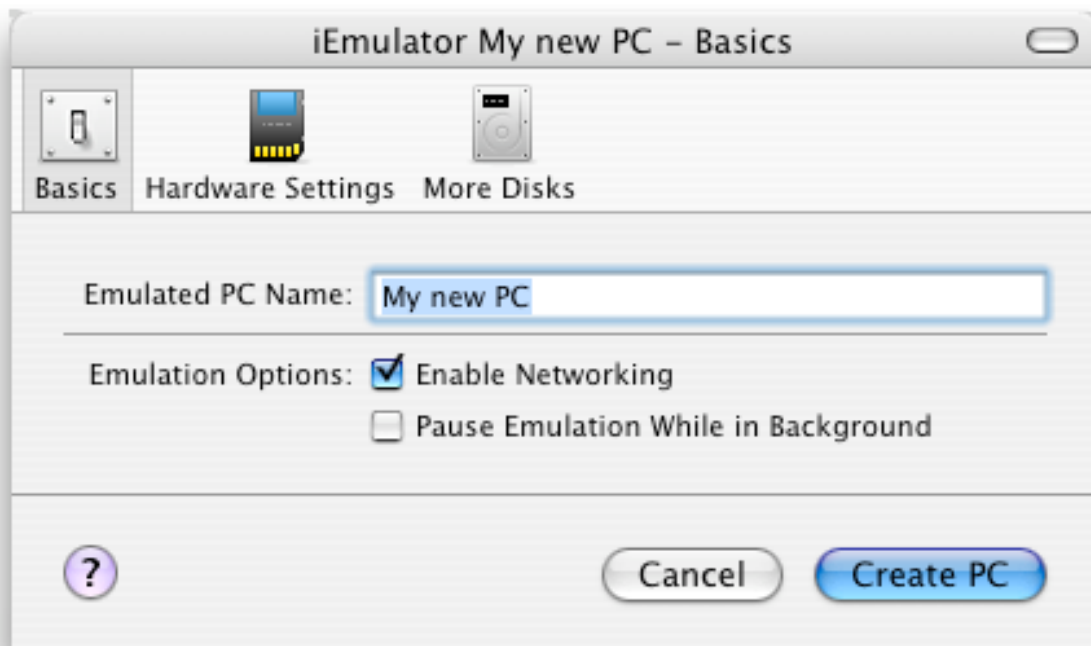 iEmulator My new PC – Basics
Basics Hardware Settings More Disks
Emulated PC Name: My new PC
Emulation Options: Enable Networking
Pause Emulation While in Background
? Cancel Create PC